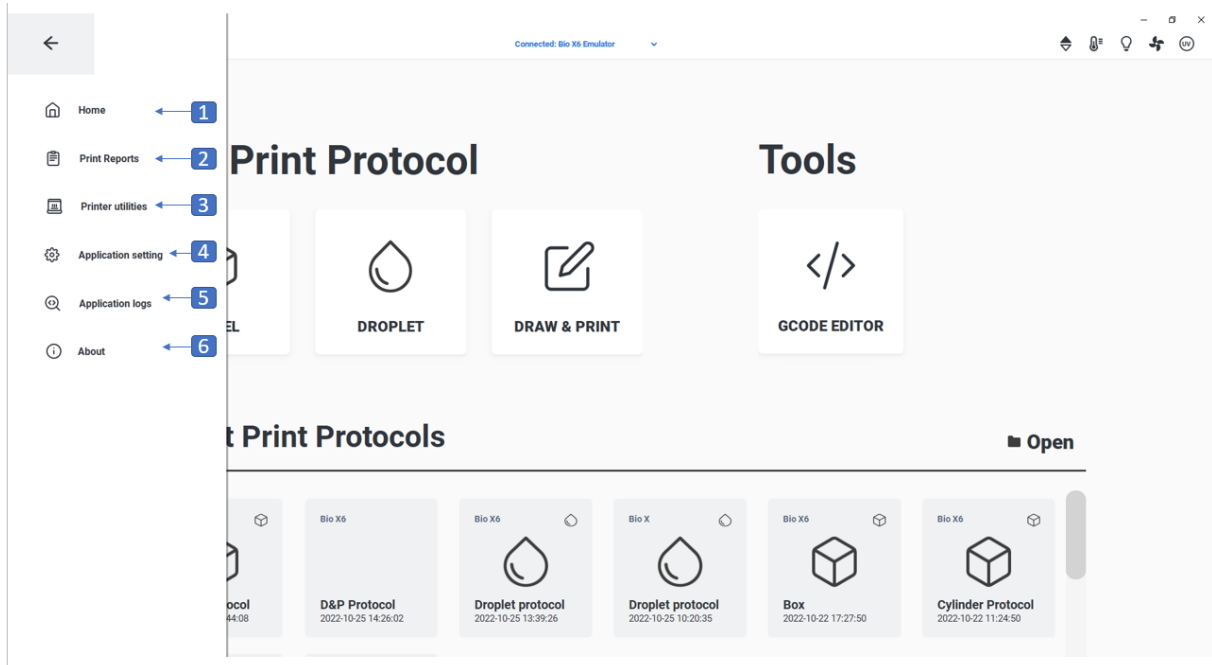 Connected: Bio X6 Emulator
UV
Home
1
Print Reports
2
Printer utilities
3
Application setting
4
Application logs
5
About
6
Print Protocol
Tools
EL
DROPLET
DRAW & PRINT
GCODE EDITOR
t Print Protocols
Open
ocol
44:08
Bio X6
D&P Protocol
2022-10-25 14:26:02
Bio X6
Droplet protocol
2022-10-25 13:39:26
Bio X
Droplet protocol
2022-10-25 10:20:35
Bio X6
Box
2022-10-22 17:27:50
Bio X6
Cylinder Protocol
2022-10-22 11:24:50